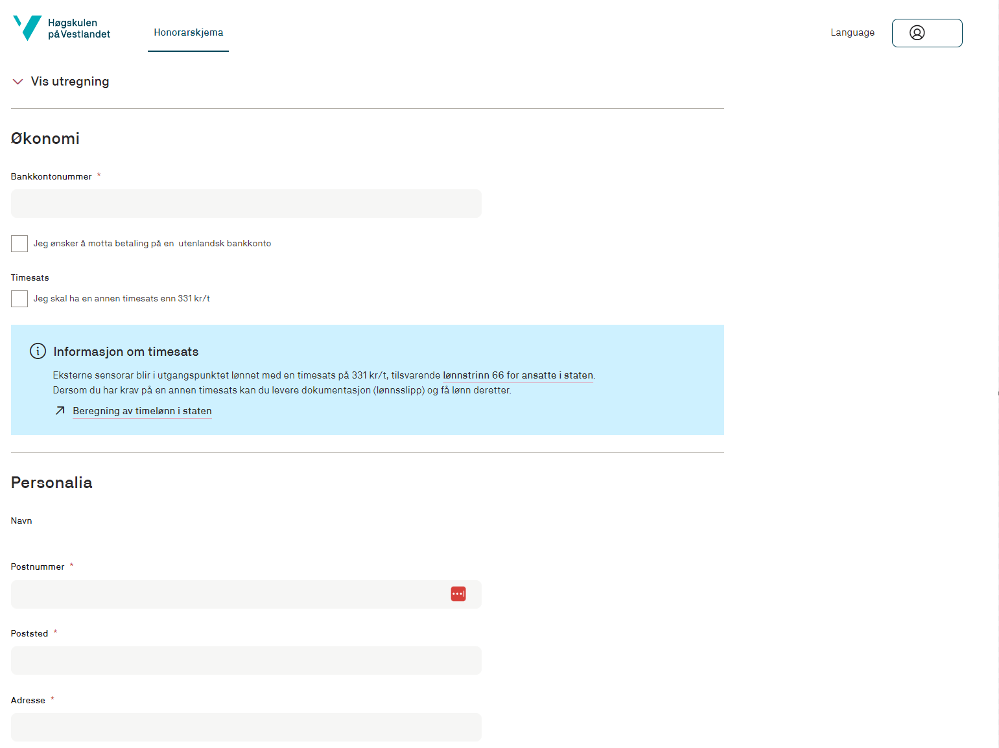 Høgskulen
på Vestlandet
Honorarskjema
Language
Vis utregning
Økonomi
Bankkontonummer *
Jeg ønsker å motta betaling på en utenlandsk bankkonto
Timesats
Jeg skal ha en annen timesats enn 331 kr/t
Informasjon om timesats
Eksterne sensorar blir i utgangspunktet lønnet med en timesats på 331 kr/t, tilsvarende lønnstrinn 66 for ansatte i staten.
Dersom du har krav på en annen timesats kan du levere dokumentasjon (lønnsslipp) og få lønn deretter.
Beregning av timelønn i staten
Personalia
Navn
Postnummer *
Poststed *
Adresse *